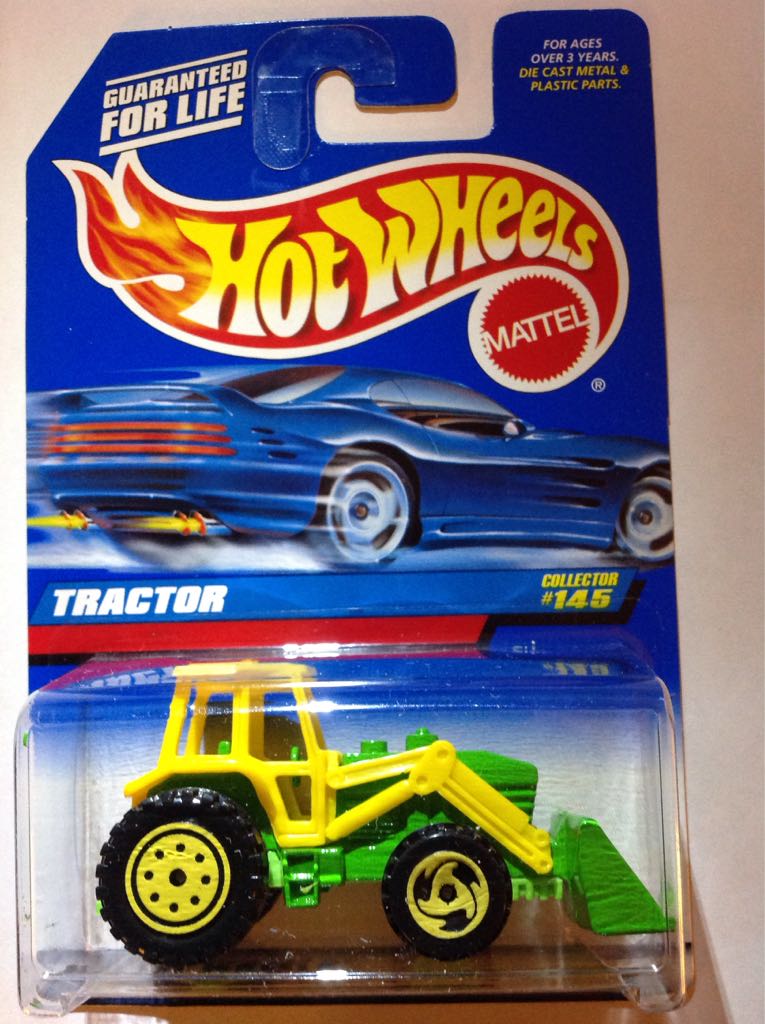 GUARANTEED
FOR LIFE
FOR AGES
OVER 3 YEARS.
DIE CAST METAL &
PLASTIC PARTS.
HOT WHEELS
MATTEL
®
TRACTOR
COLLECTOR
#145